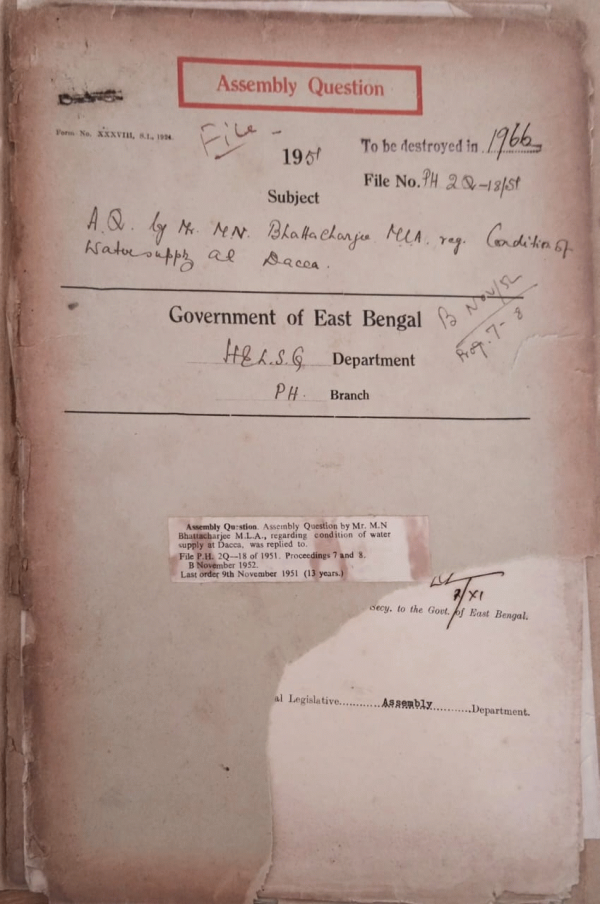 Assembly Question
Form No. XXXVIII, S.I., 1924.
File -
1951
To be destroyed in 1966
File No. PH 2Q-18/51
Subject
A.Q. by Mr. M.N. Bhattacharjee M.L.A. reg. Condition of
Water supply at Dacca.
B Nov/52
Prog. 7-8
Government of East Bengal
H&L.S.G Department
PH. Branch
Assembly Question. Assembly Question by Mr. M.N
Bhattacharjee M.L.A., regarding condition of water
supply at Dacca, was replied to.
File P.H. 2Q—18 of 1951. Proceedings 7 and 8.
B November 1952.
Last order 9th November 1951 (13 years.)
/XI
Secy. to the Govt. of East Bengal.
al Legislative............Assembly..........Department.